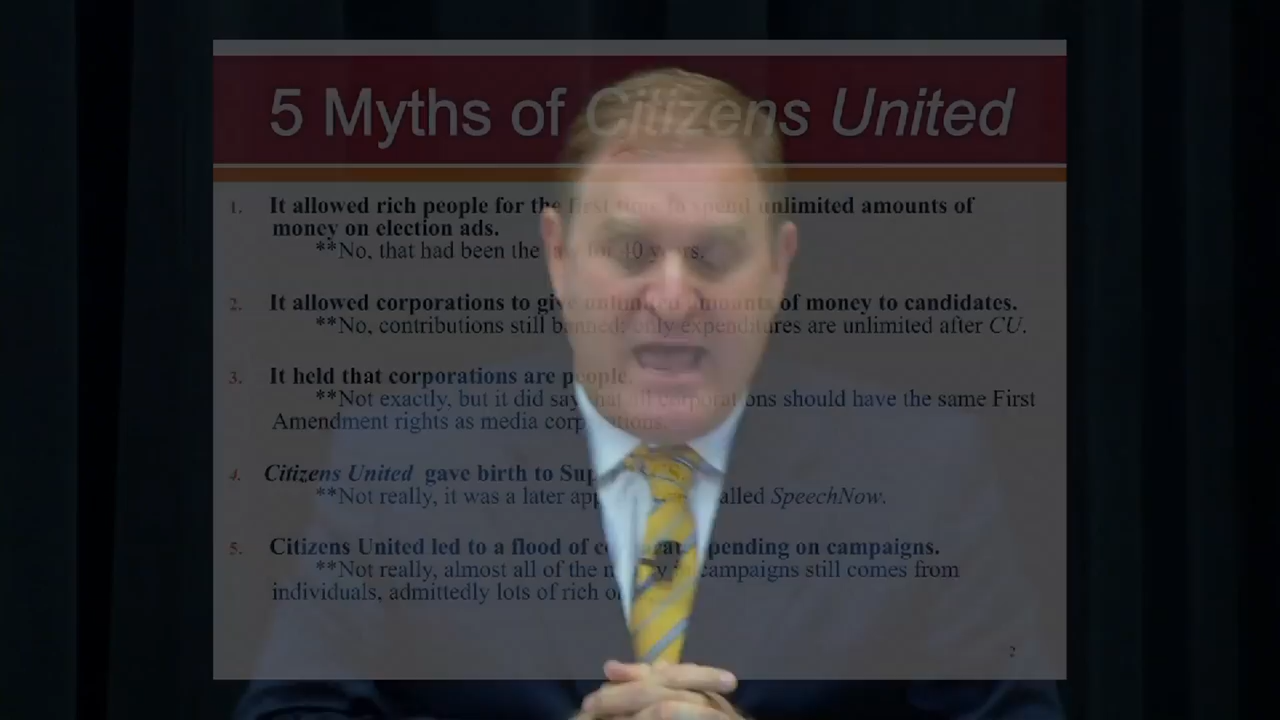 5 Myths of Citizens United
1. It allowed rich people for the first time to spend unlimited amounts of
money on election ads.
**No, that had been the law for 40 years.
2. It allowed corporations to give unlimited amounts of money to candidates.
**No, contributions still banned; only expenditures are unlimited after CU.
3. It held that corporations are people.
**Not exactly, but it did say that all corporations should have the same First
Amendment rights as media corporations.
4. Citizens United gave birth to Sup
**Not really, it was a later app alled SpeechNow.
5. Citizens United led to a flood of corporate spending on campaigns.
**Not really, almost all of the money in campaigns still comes from
individuals, admittedly lots of rich
2